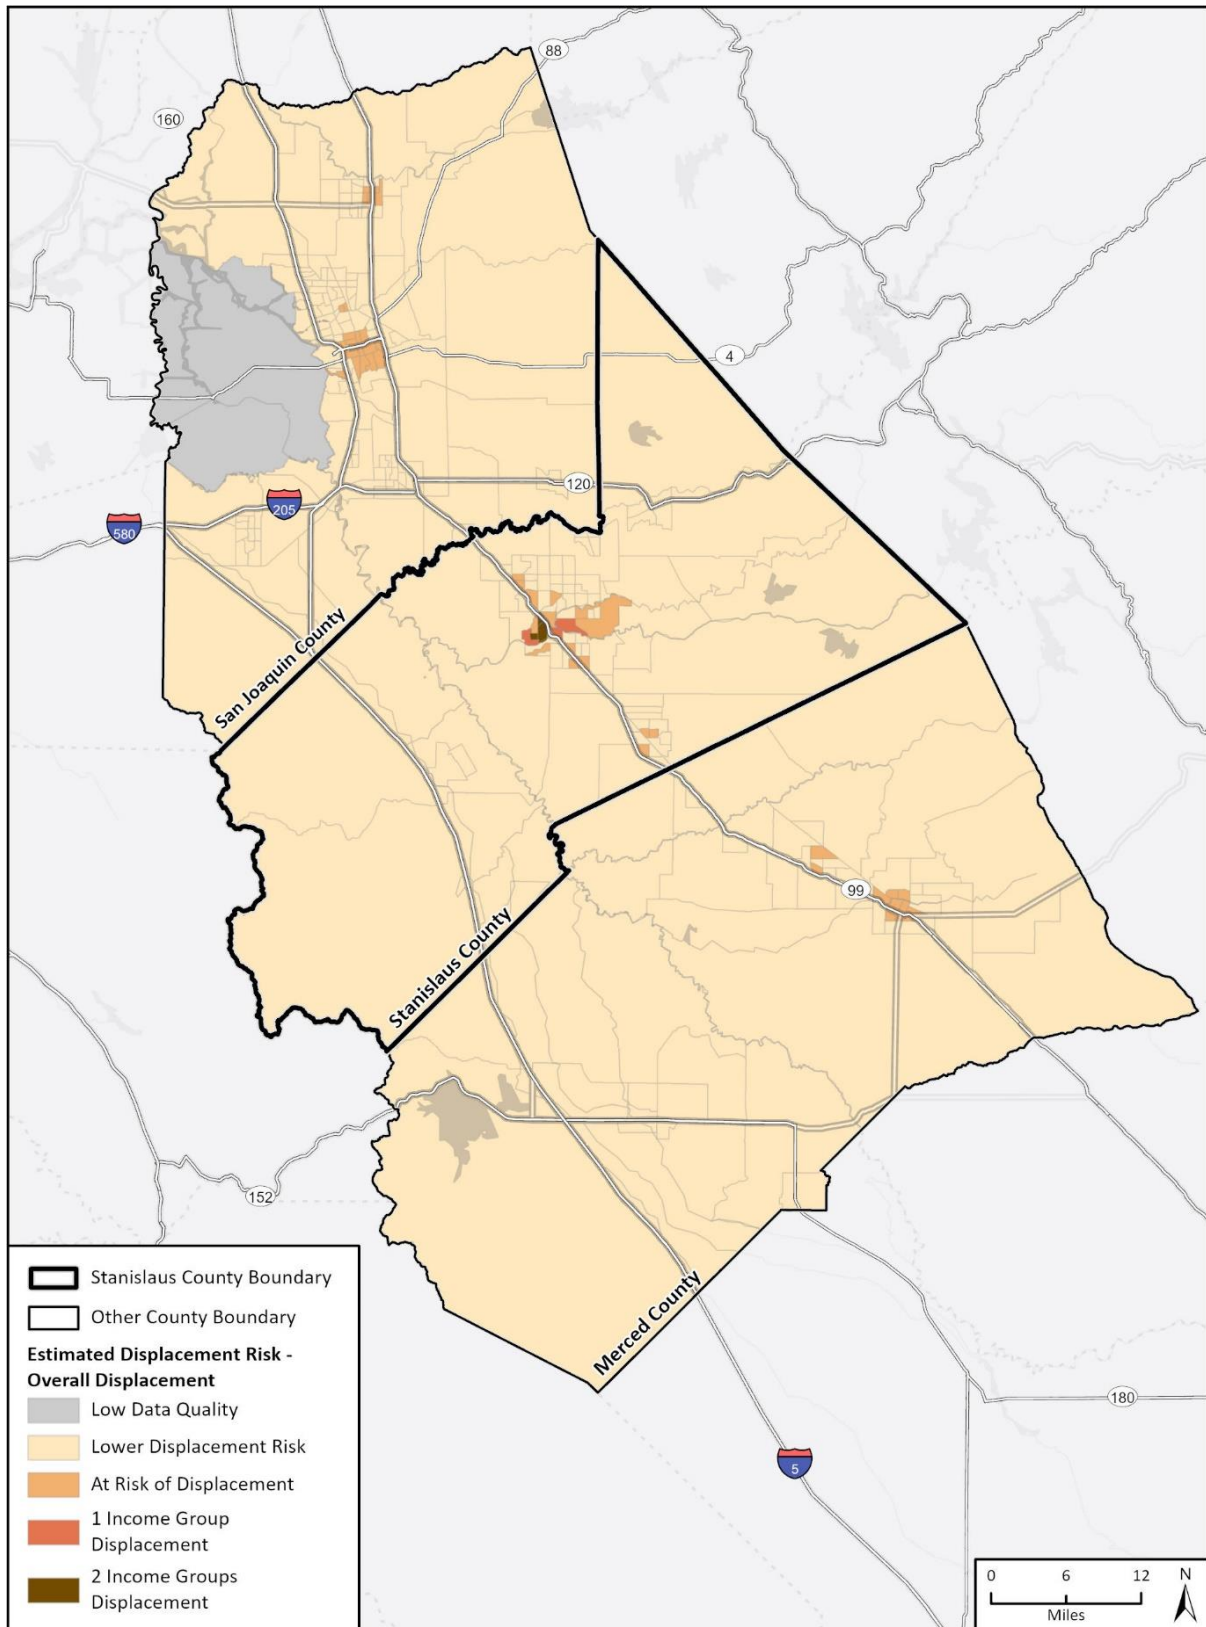 88
160
4
120
205
580
San Joaquin County
99
Stanislaus County
152
Merced County
180
5
Stanislaus County Boundary
Other County Boundary
Estimated Displacement Risk -
Overall Displacement
Low Data Quality
Lower Displacement Risk
At Risk of Displacement
1 Income Group
Displacement
2 Income Groups
Displacement
0 6 12
Miles
N